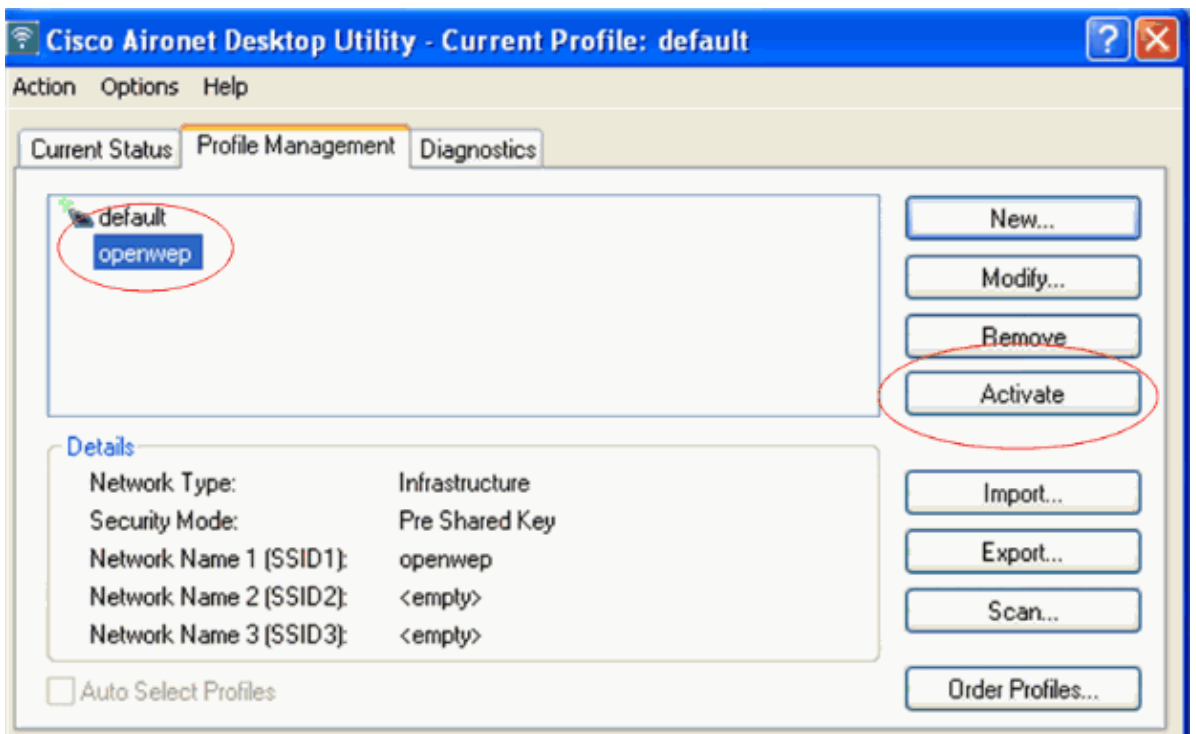 Cisco Aironet Desktop Utility - Current Profile: default
Action Options Help
Current Status Profile Management Diagnostics
default
openwep
New...
Modify...
Remove
Activate
Details
Network Type: Infrastructure
Security Mode: Pre Shared Key
Network Name 1 (SSID1): openwep
Network Name 2 (SSID2): <empty>
Network Name 3 (SSID3): <empty>
Import...
Export...
Scan...
Auto Select Profiles
Order Profiles...